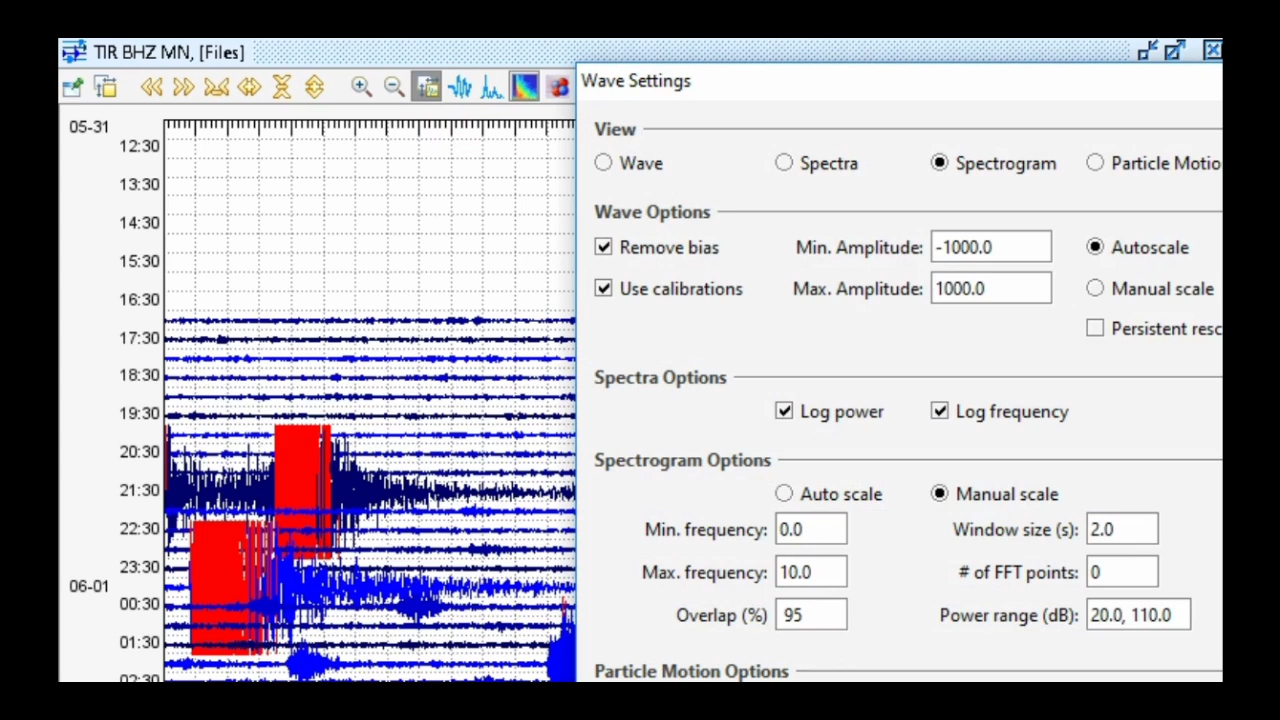 TIR BHZ MN, [Files]
Wave Settings
05-31
12:30
13:30
14:30
15:30
16:30
17:30
18:30
19:30
20:30
21:30
22:30
23:30
06-01
00:30
01:30
02:30
View
Wave Spectra Spectrogram Particle Motio
Wave Options
Remove bias Min. Amplitude: -1000.0 Autoscale
Use calibrations Max. Amplitude: 1000.0 Manual scale
Persistent resc
Spectra Options
Log power Log frequency
Spectrogram Options
Auto scale Manual scale
Min. frequency: 0.0 Window size (s): 2.0
Max. frequency: 10.0 # of FFT points: 0
Overlap (%) 95 Power range (dB): 20.0, 110.0
Particle Motion Options